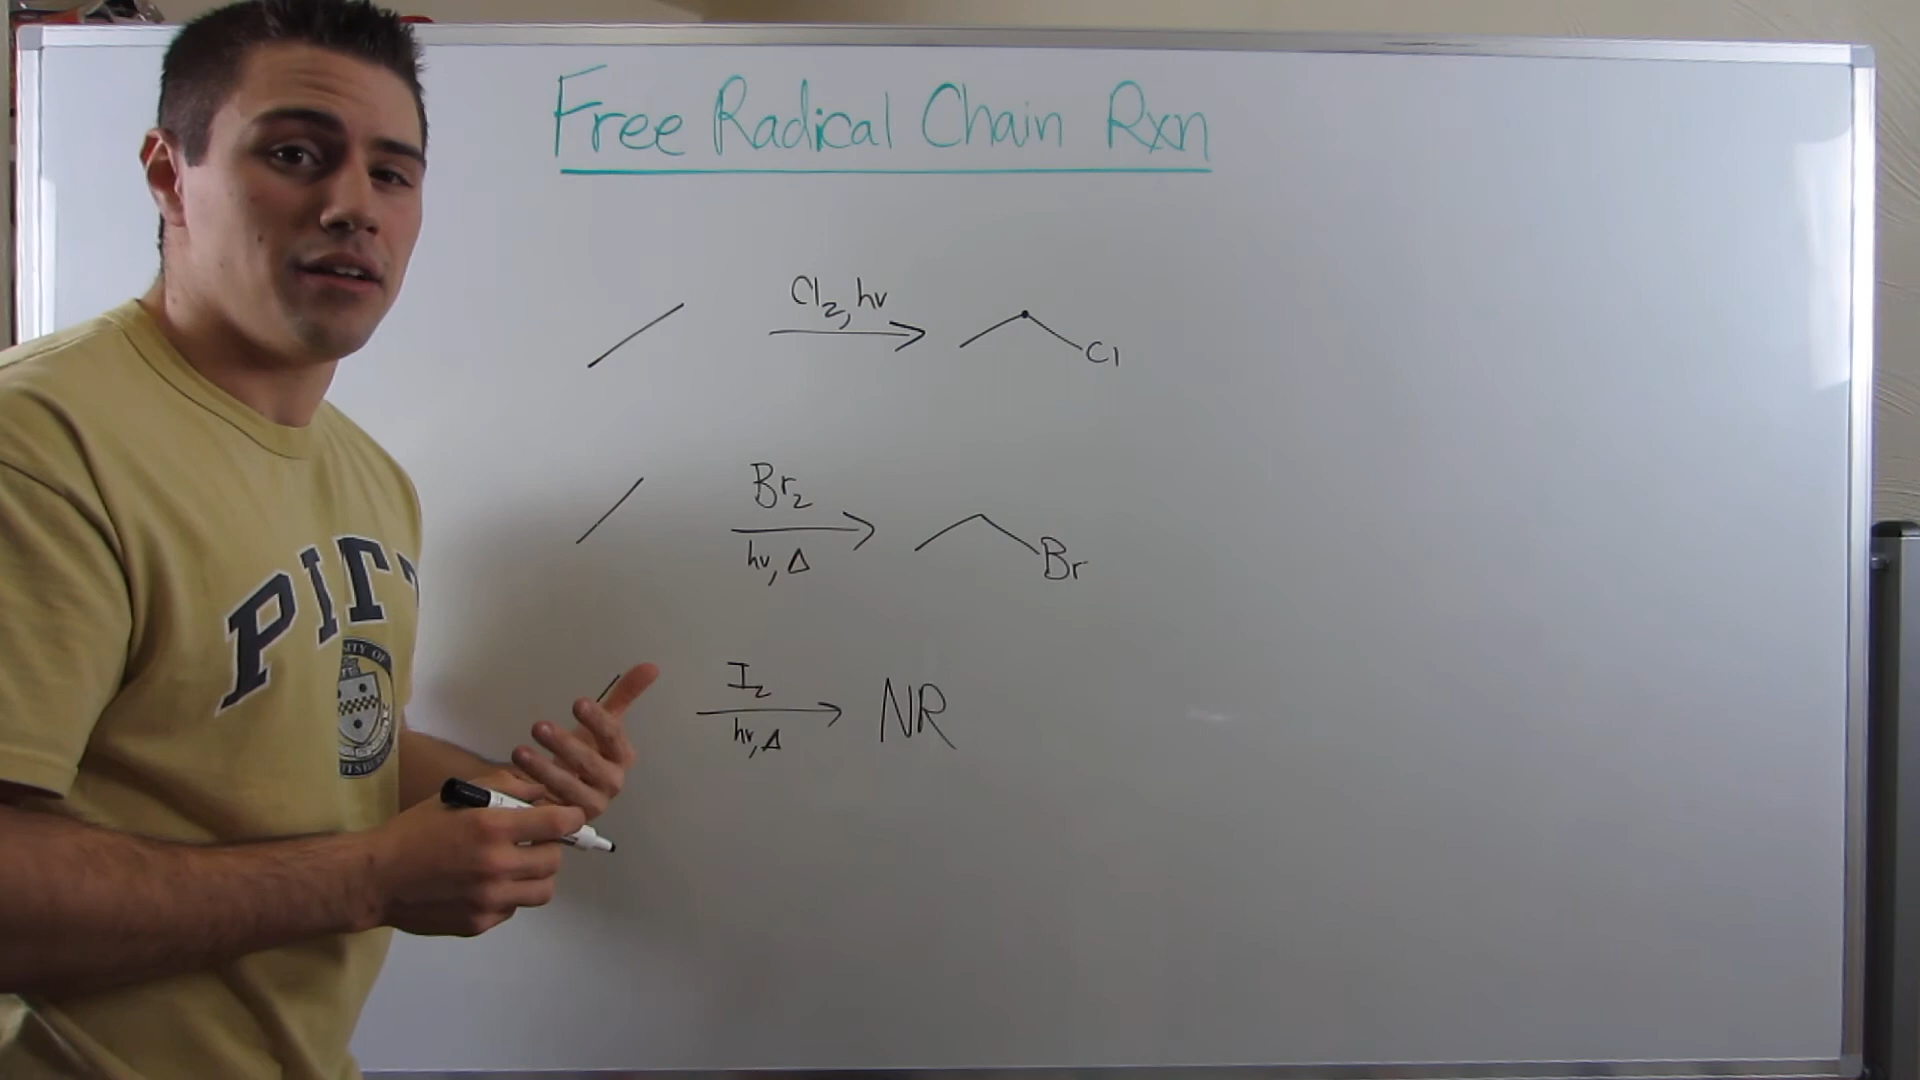 Free Radical Chain Rxn
Cl2, hv
Cl
Br2
hv, Δ
Br
I2
hv, Δ
NR
PITT